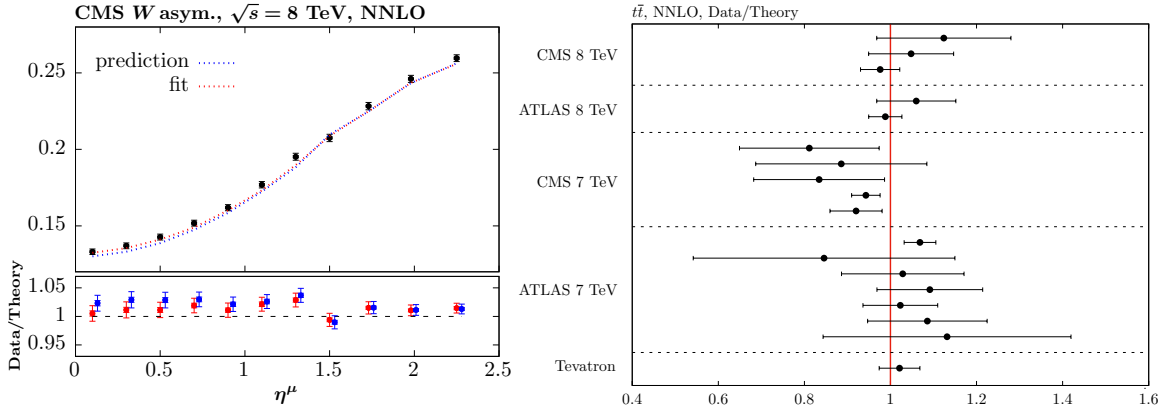 CMS W asym., √s = 8 TeV, NNLO
prediction
fit
0.25
0.2
0.15
1.05
1
0.95
Data/Theory
0
0.5
1
1.5
2
2.5
η^μ
tt̄, NNLO, Data/Theory
CMS 8 TeV
ATLAS 8 TeV
CMS 7 TeV
ATLAS 7 TeV
Tevatron
0.4
0.6
0.8
1
1.2
1.4
1.6